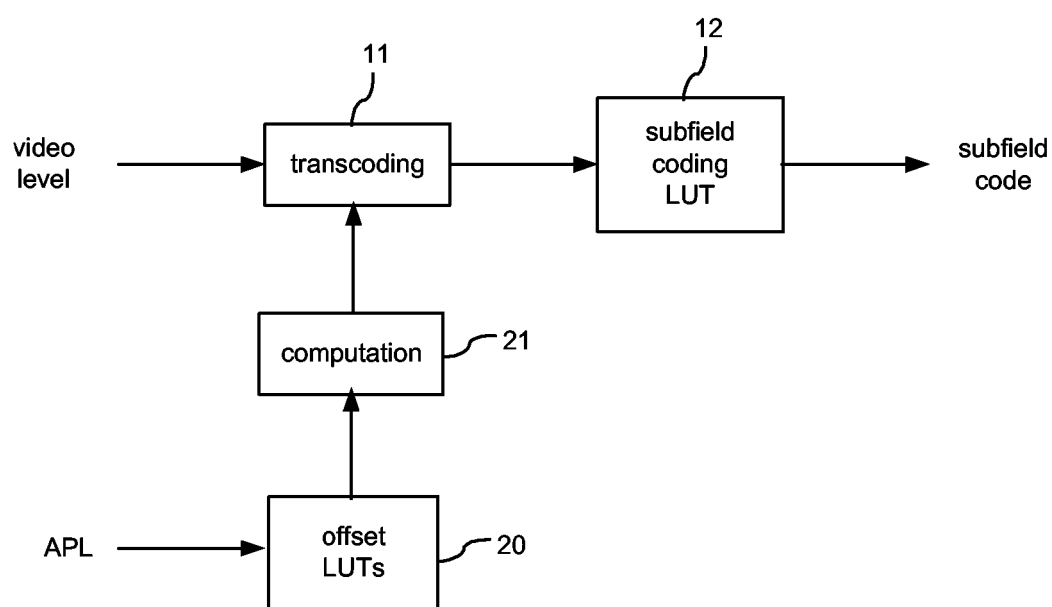 11
12
video
level
transcoding
subfield
coding
LUT
subfield
code
computation
21
APL
offset
LUTs
20